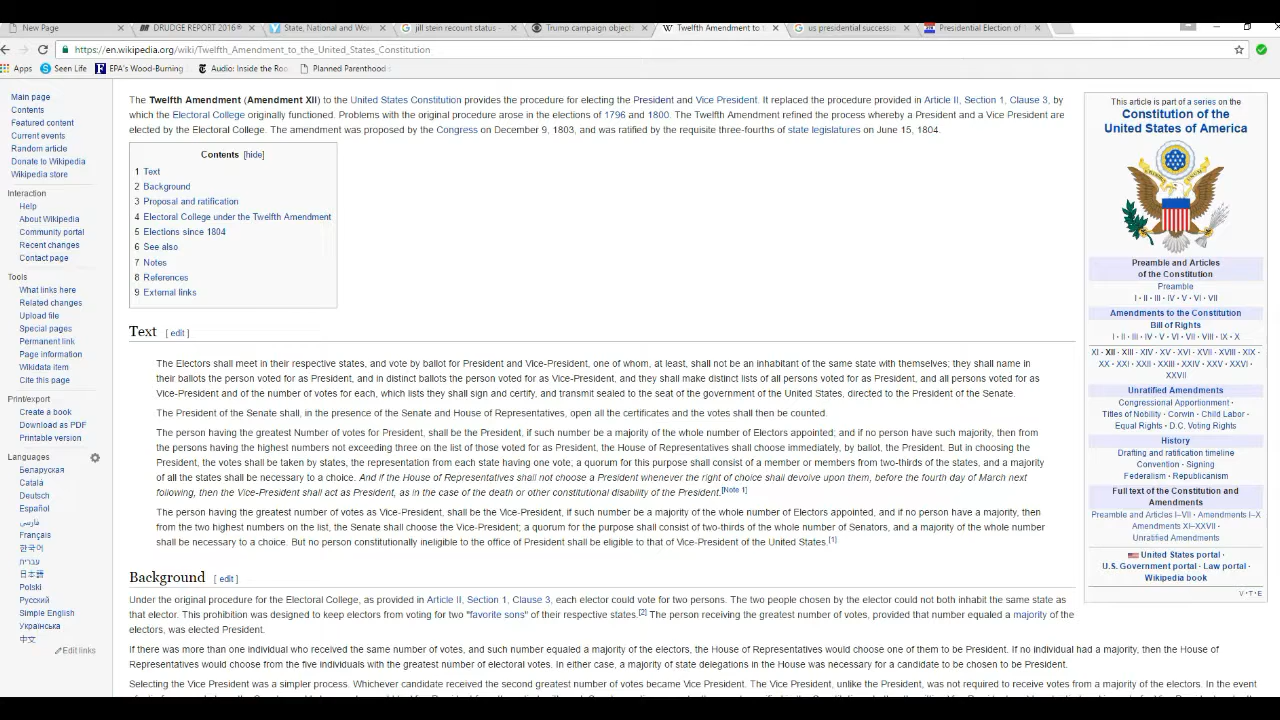 New Page
DRUDGE REPORT 2016®
State, National and Wo
jill stein recount status -
Trump campaign object
Twelfth Amendment to t
us presidential successi
Presidential Election of
https://en.wikipedia.org/wiki/Twelfth_Amendment_to_the_United_States_Constitution
Apps
Seen Life
EPA's Wood-Burning
Audio: Inside the Ro
Planned Parenthood
Main page
Contents
Featured content
Current events
Random article
Donate to Wikipedia
Wikipedia store
Interaction
Help
About Wikipedia
Community portal
Recent changes
Contact page
Tools
What links here
Related changes
Upload file
Special pages
Permanent link
Page information
Wikidata item
Cite this page
Print/export
Create a book
Download as PDF
Printable version
Languages
Беларуская
Català
Deutsch
Español
فارسی
Français
한국어
עברית
日本語
Polski
Русский
Simple English
Українська
中文
Edit links
The Twelfth Amendment (Amendment XII) to the United States Constitution provides the procedure for electing the President and Vice President. It replaced the procedure provided in Article II, Section 1, Clause 3, by
which the Electoral College originally functioned. Problems with the original procedure arose in the elections of 1796 and 1800. The Twelfth Amendment refined the process whereby a President and a Vice President are
elected by the Electoral College. The amendment was proposed by the Congress on December 9, 1803, and was ratified by the requisite three-fourths of state legislatures on June 15, 1804.
Contents [hide]
1 Text
2 Background
3 Proposal and ratification
4 Electoral College under the Twelfth Amendment
5 Elections since 1804
6 See also
7 Notes
8 References
9 External links
Text [ edit ]
The Electors shall meet in their respective states, and vote by ballot for President and Vice-President, one of whom, at least, shall not be an inhabitant of the same state with themselves; they shall name in
their ballots the person voted for as President, and in distinct ballots the person voted for as Vice-President, and they shall make distinct lists of all persons voted for as President, and all persons voted for as
Vice-President and of the number of votes for each, which lists they shall sign and certify, and transmit sealed to the seat of the government of the United States, directed to the President of the Senate.
The President of the Senate shall, in the presence of the Senate and House of Representatives, open all the certificates and the votes shall then be counted.
The person having the greatest Number of votes for President, shall be the President, if such number be a majority of the whole number of Electors appointed; and if no person have such majority, then from
the persons having the highest numbers not exceeding three on the list of those voted for as President, the House of Representatives shall choose immediately, by ballot, the President. But in choosing the
President, the votes shall be taken by states, the representation from each state having one vote; a quorum for this purpose shall consist of a member or members from two-thirds of the states, and a majority
of all the states shall be necessary to a choice. And if the House of Representatives shall not choose a President whenever the right of choice shall devolve upon them, before the fourth day of March next
following, then the Vice-President shall act as President, as in the case of the death or other constitutional disability of the President.[Note 1]
The person having the greatest number of votes as Vice-President, shall be the Vice-President, if such number be a majority of the whole number of Electors appointed, and if no person have a majority, then
from the two highest numbers on the list, the Senate shall choose the Vice-President; a quorum for the purpose shall consist of two-thirds of the whole number of Senators, and a majority of the whole number
shall be necessary to a choice. But no person constitutionally ineligible to the office of President shall be eligible to that of Vice-President of the United States.[1]
Background [ edit ]
Under the original procedure for the Electoral College, as provided in Article II, Section 1, Clause 3, each elector could vote for two persons. The two people chosen by the elector could not both inhabit the same state as
that elector. This prohibition was designed to keep electors from voting for two "favorite sons" of their respective states.[2] The person receiving the greatest number of votes, provided that number equaled a majority of the
electors, was elected President.
If there was more than one individual who received the same number of votes, and such number equaled a majority of the electors, the House of Representatives would choose one of them to be President. If no individual had a majority, then the House of
Representatives would choose from the five individuals with the greatest number of electoral votes. In either case, a majority of state delegations in the House was necessary for a candidate to be chosen to be President.
Selecting the Vice President was a simpler process. Whichever candidate received the second greatest number of votes became Vice President. The Vice President, unlike the President, was not required to receive votes from a majority of the electors. In the event
This article is part of a series on the
Constitution of the
United States of America
Preamble and Articles
of the Constitution
Preamble
I · II · III · IV · V · VI · VII
Amendments to the Constitution
Bill of Rights
I · II · III · IV · V · VI · VII · VIII · IX · X
XI · XII · XIII · XIV · XV · XVI · XVII · XVIII · XIX ·
XX · XXI · XXII · XXIII · XXIV · XXV · XXVI ·
XXVII
Unratified Amendments
Congressional Apportionment ·
Titles of Nobility · Corwin · Child Labor ·
Equal Rights · D.C. Voting Rights
History
Drafting and ratification timeline
Convention · Signing
Federalism · Republicanism
Full text of the Constitution and
Amendments
Preamble and Articles I–VII · Amendments I–X
Amendments XI–XXVII ·
Unratified Amendments
United States portal ·
U.S. Government portal · Law portal ·
Wikipedia book
V · T · E